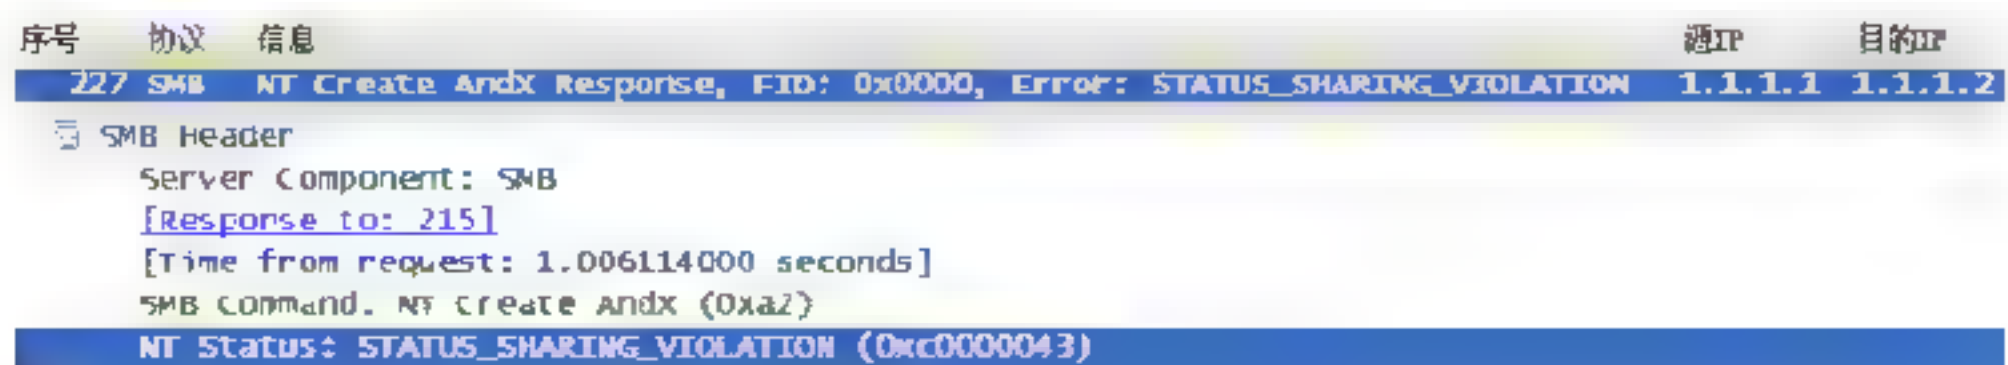 序号 协议 信息 源IP 目的IP
227 SMB NT Create AndX Response, FID: 0x0000, Error: STATUS_SHARING_VIOLATION 1.1.1.1 1.1.1.2
SMB Header
Server Component: SMB
[Response to: 215]
[Time from request: 1.006114000 seconds]
SMB Command: NT Create AndX (0xa2)
NT Status: STATUS_SHARING_VIOLATION (0xc0000043)